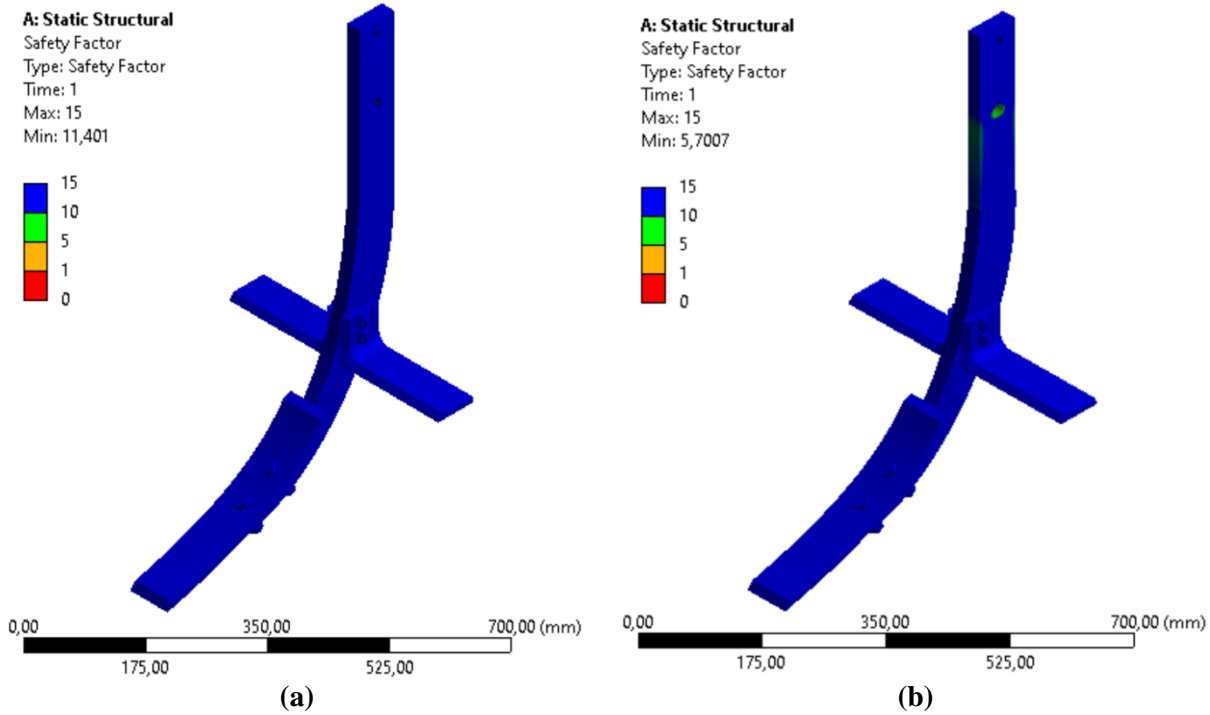 A: Static Structural
Safety Factor
Type: Safety Factor
Time: 1
Max: 15
Min: 11,401
15
10
5
1
0
0,00
350,00
700,00 (mm)
175,00
525,00
(a)
A: Static Structural
Safety Factor
Type: Safety Factor
Time: 1
Max: 15
Min: 5,7007
15
10
5
1
0
0,00
350,00
700,00 (mm)
175,00
525,00
(b)